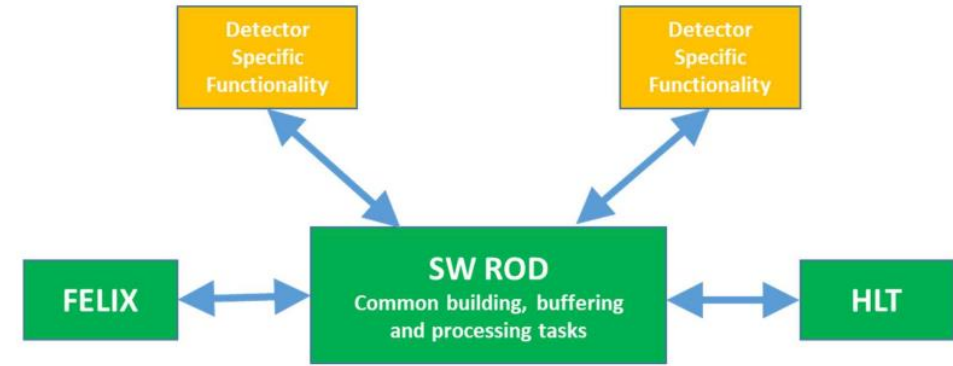 Detector
Specific
Functionality
Detector
Specific
Functionality
FELIX
SW ROD
Common building, buffering
and processing tasks
HLT